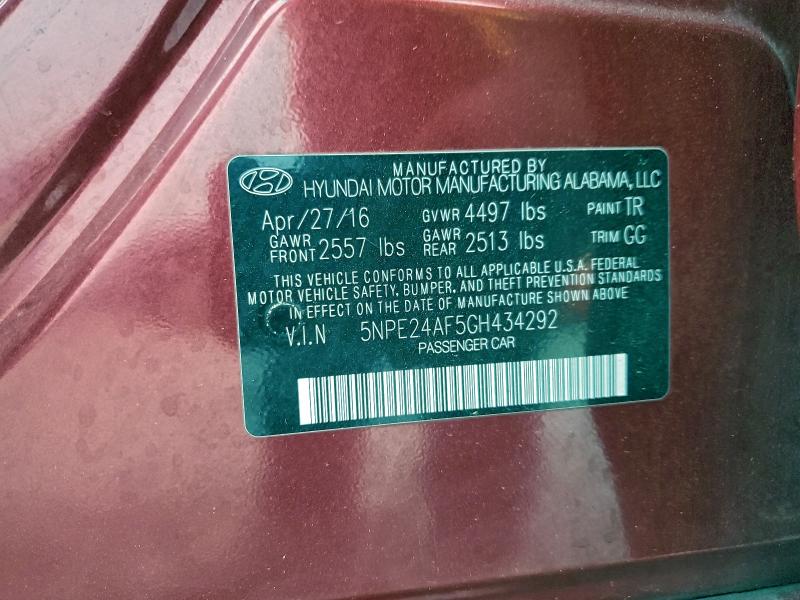 MANUFACTURED BY
HYUNDAI MOTOR MANUFACTURING ALABAMA, LLC
Apr/27/16 GVWR 4497 lbs PAINT TR
GAWR FRONT 2557 lbs GAWR REAR 2513 lbs TRIM GG
THIS VEHICLE CONFORMS TO ALL APPLICABLE U.S.A. FEDERAL
MOTOR VEHICLE SAFETY, BUMPER, AND THEFT PREVENTION STANDARDS
IN EFFECT ON THE DATE OF MANUFACTURE SHOWN ABOVE
V.I.N 5NPE24AF5GH434292
PASSENGER CAR